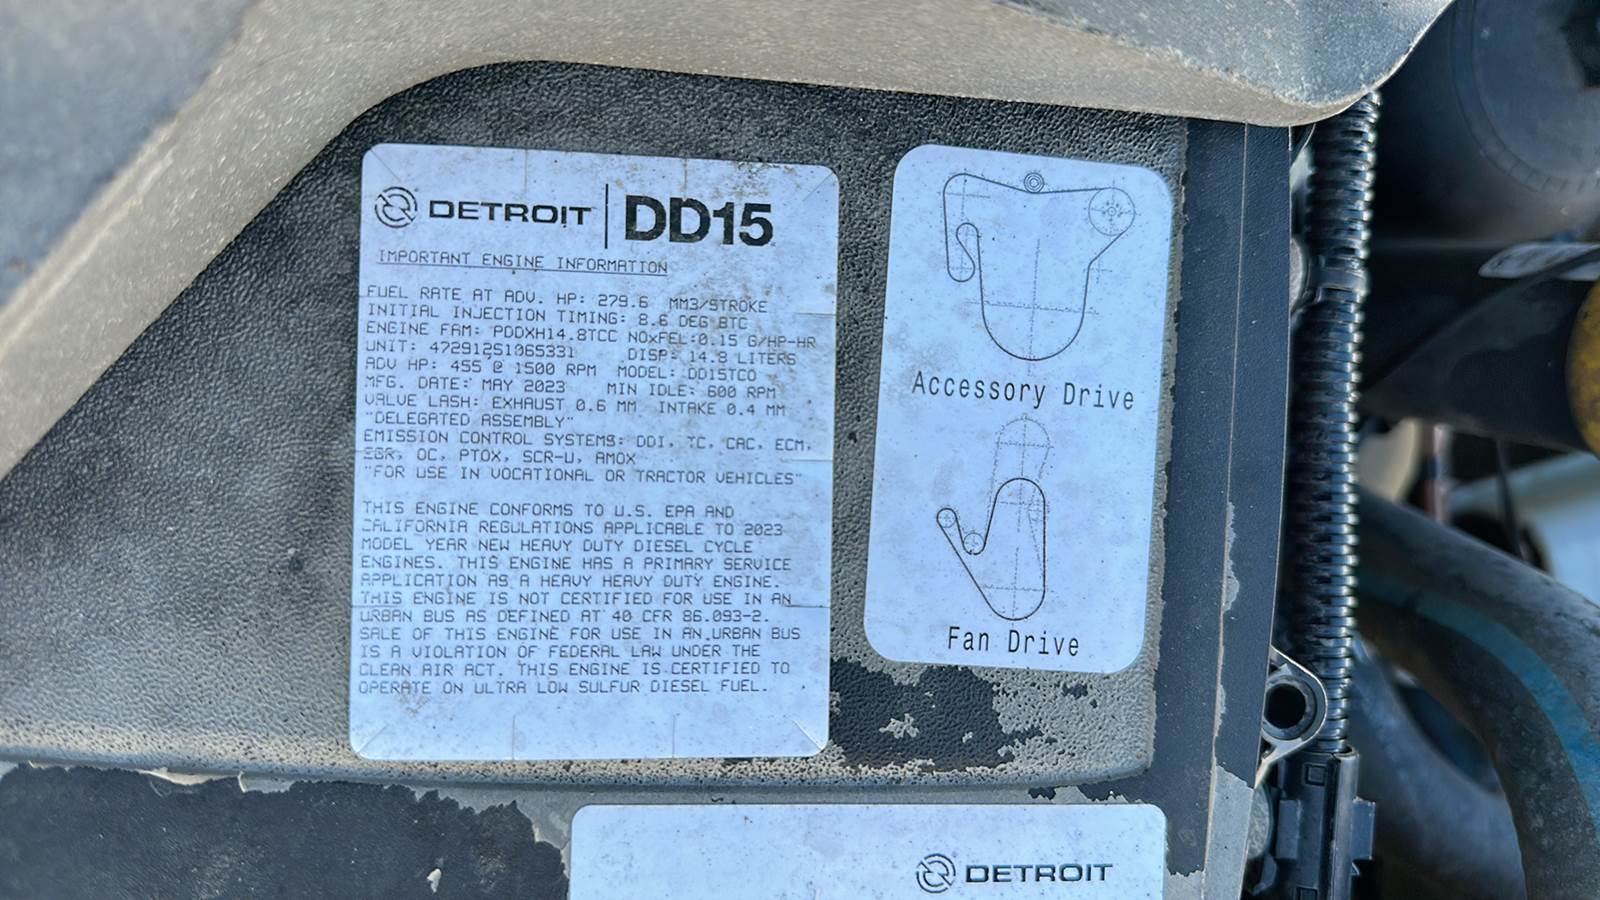 DETROIT DD15
IMPORTANT ENGINE INFORMATION
FUEL RATE AT ADV. HP: 279.6 MM3/STROKE
INITIAL INJECTION TIMING: 8.6 DEG BTC
ENGINE FAM: PDDXH14.8TCC NOxFEL:0.15 G/HP-HR
UNIT: 472912S1065331 DISP: 14.8 LITERS
ADV HP: 455 @ 1500 RPM MODEL: DD15TCO
MFG. DATE: MAY 2023 MIN IDLE: 600 RPM
VALVE LASH: EXHAUST 0.6 MM INTAKE 0.4 MM
"DELEGATED ASSEMBLY"
EMISSION CONTROL SYSTEMS: DDI, TC, CAC, ECM,
EGR, OC, PTOX, SCR-U, AMOX
"FOR USE IN VOCATIONAL OR TRACTOR VEHICLES"
THIS ENGINE CONFORMS TO U.S. EPA AND
CALIFORNIA REGULATIONS APPLICABLE TO 2023
MODEL YEAR NEW HEAVY DUTY DIESEL CYCLE
ENGINES. THIS ENGINE HAS A PRIMARY SERVICE
APPLICATION AS A HEAVY HEAVY DUTY ENGINE.
THIS ENGINE IS NOT CERTIFIED FOR USE IN AN
URBAN BUS AS DEFINED AT 40 CFR 86.093-2.
SALE OF THIS ENGINE FOR USE IN AN URBAN BUS
IS A VIOLATION OF FEDERAL LAW UNDER THE
CLEAN AIR ACT. THIS ENGINE IS CERTIFIED TO
OPERATE ON ULTRA LOW SULFUR DIESEL FUEL.
Accessory Drive
Fan Drive
DETROIT